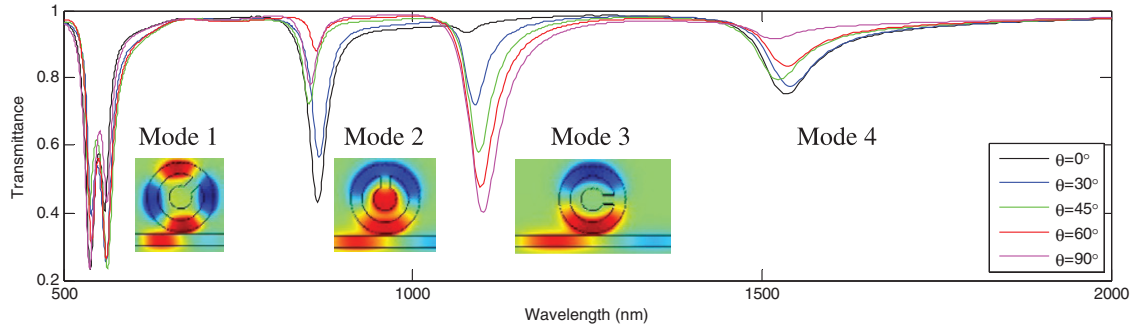 1
0.8
0.6
0.4
0.2
Transmittance
Mode 1
Mode 2
Mode 3
Mode 4
θ=0°
θ=30°
θ=45°
θ=60°
θ=90°
500
1000
1500
2000
Wavelength (nm)